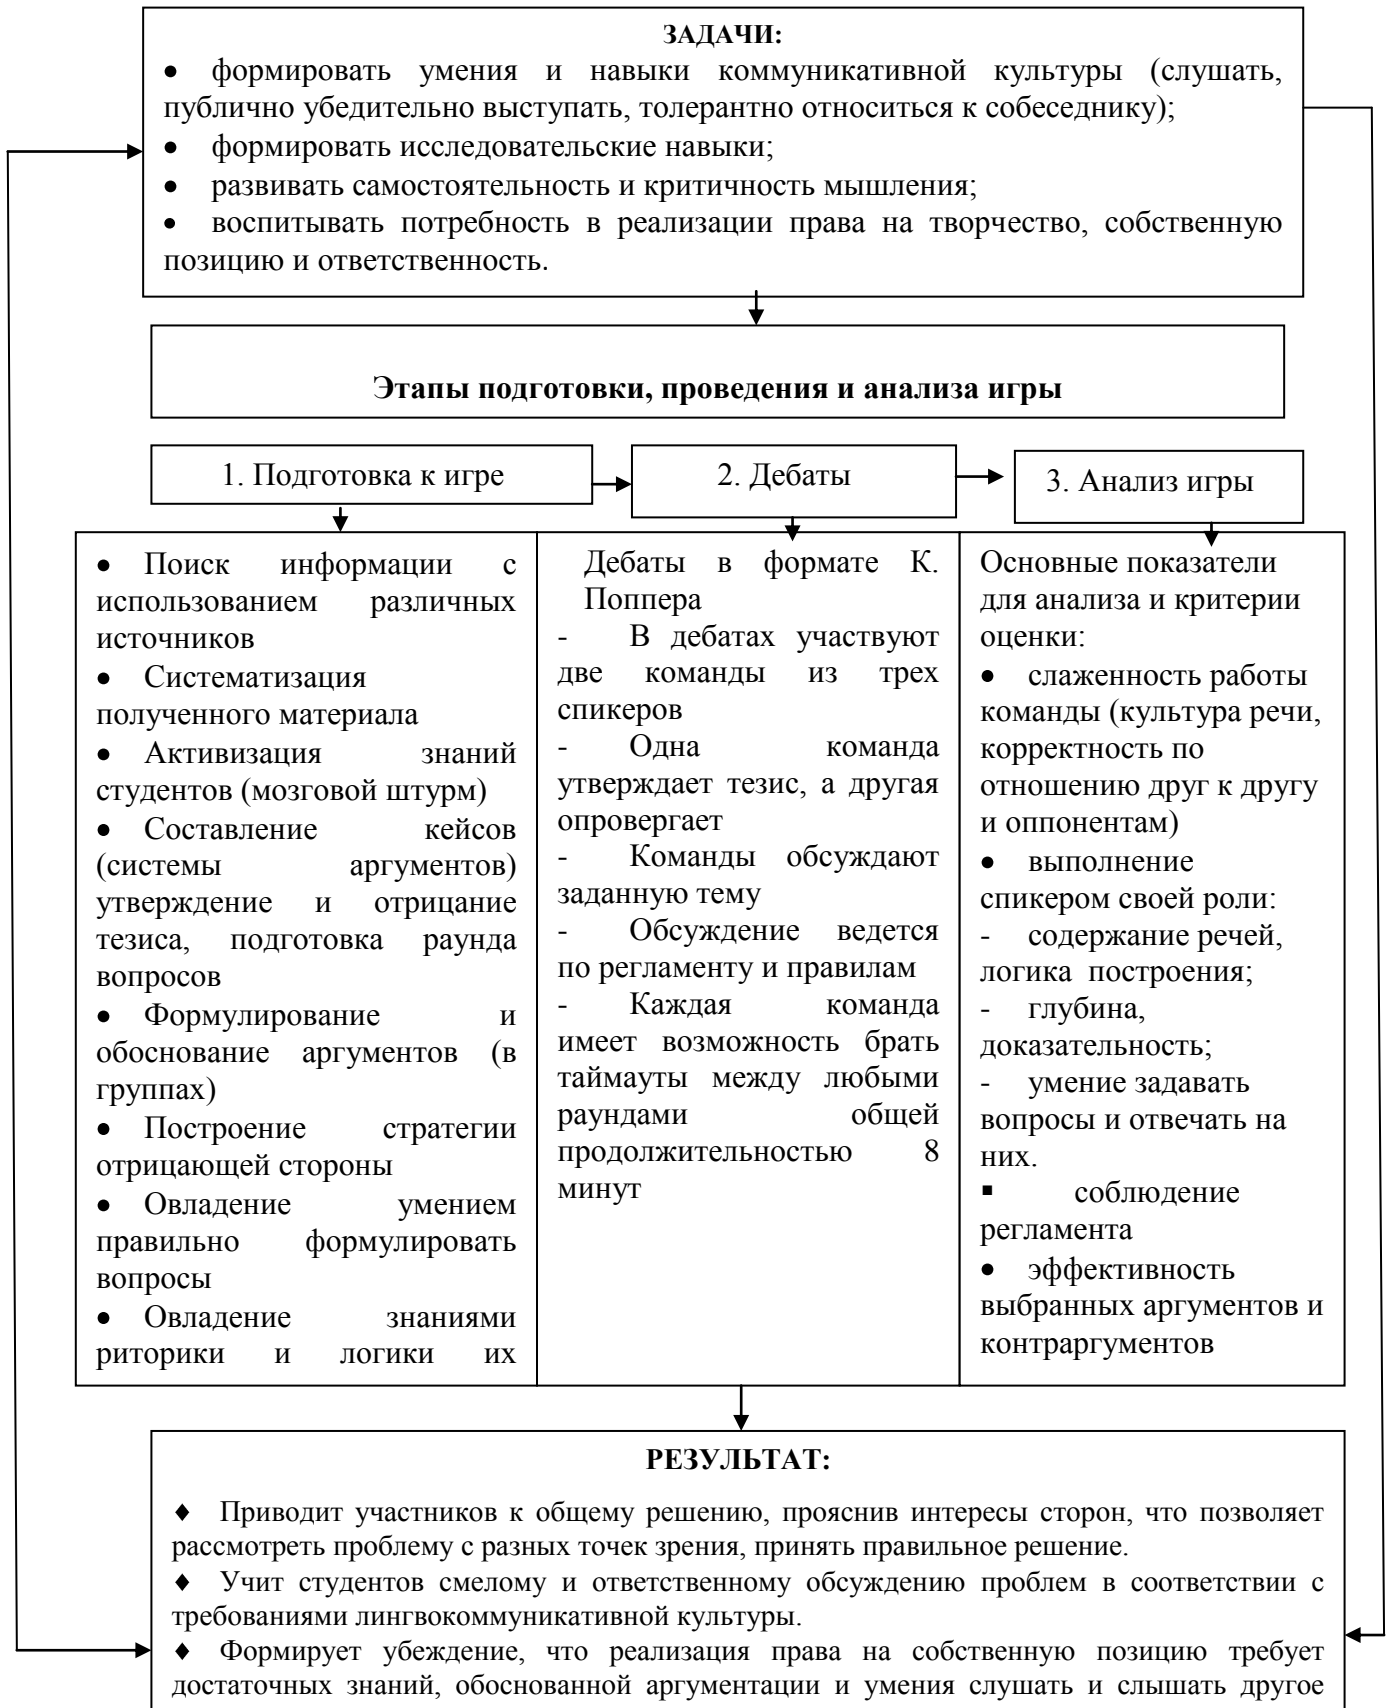 ЗАДАЧИ:
• формировать умения и навыки коммуникативной культуры (слушать,
публично убедительно выступать, толерантно относиться к собеседнику);
• формировать исследовательские навыки;
• развивать самостоятельность и критичность мышления;
• воспитывать потребность в реализации права на творчество, собственную
позицию и ответственность.
Этапы подготовки, проведения и анализа игры
1. Подготовка к игре
2. Дебаты
3. Анализ игры
• Поиск информации с
использованием различных
источников
• Систематизация
полученного материала
• Активизация знаний
студентов (мозговой штурм)
• Составление кейсов
(системы аргументов)
утверждение и отрицание
тезиса, подготовка раунда
вопросов
• Формулирование и
обоснование аргументов (в
группах)
• Построение стратегии
отрицающей стороны
• Овладение умением
правильно формулировать
вопросы
• Овладение знаниями
риторики и логики их
Дебаты в формате К.
Поппера
- В дебатах участвуют
две команды из трех
спикеров
- Одна команда
утверждает тезис, а другая
опровергает
- Команды обсуждают
заданную тему
- Обсуждение ведется
по регламенту и правилам
- Каждая команда
имеет возможность брать
таймауты между любыми
раундами общей
продолжительностью 8
минут
Основные показатели
для анализа и критерии
оценки:
• слаженность работы
команды (культура речи,
корректность по
отношению друг к другу
и оппонентам)
• выполнение
спикером своей роли:
- содержание речей,
логика построения;
- глубина,
доказательность;
- умение задавать
вопросы и отвечать на
них.
▪ соблюдение
регламента
• эффективность
выбранных аргументов и
контраргументов
РЕЗУЛЬТАТ:
♦ Приводит участников к общему решению, прояснив интересы сторон, что позволяет
рассмотреть проблему с разных точек зрения, принять правильное решение.
♦ Учит студентов смелому и ответственному обсуждению проблем в соответствии с
требованиями лингвокоммуникативной культуры.
♦ Формирует убеждение, что реализация права на собственную позицию требует
достаточных знаний, обоснованной аргументации и умения слушать и слышать другое